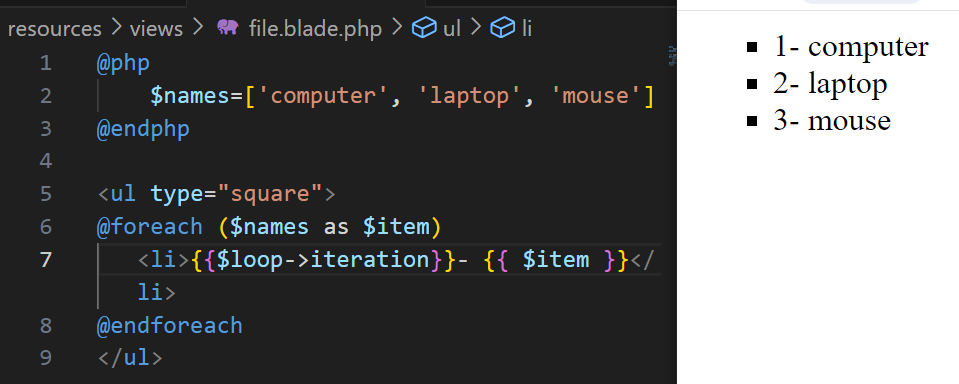 resources > views > file.blade.php > ul > li
1 @php
2 $names=['computer', 'laptop', 'mouse']
3 @endphp
4
5 <ul type="square">
6 @foreach ($names as $item)
7 <li>{{$loop->iteration}}- {{ $item }}</
li>
8 @endforeach
9 </ul>
1- computer
2- laptop
3- mouse